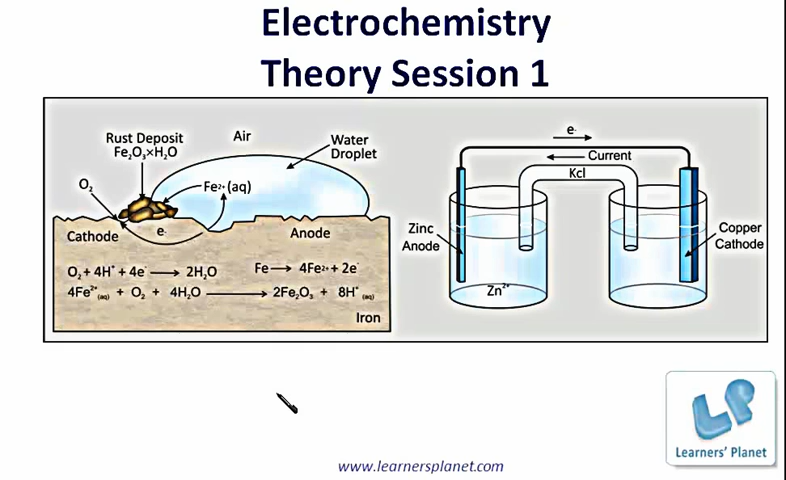 Electrochemistry
Theory Session 1
Rust Deposit
Fe₂O₃×H₂O
Air
Water
Droplet
O₂
Fe²⁺(aq)
Cathode
e⁻
Anode
O₂ + 4H⁺ + 4e⁻ → 2H₂O
Fe → 4Fe²⁺ + 2e⁻
4Fe²⁺(aq) + O₂ + 4H₂O → 2Fe₂O₃ + 8H⁺(aq)
Iron
e⁻
Current
Kcl
Zinc
Anode
Copper
Cathode
Zn²⁺
LP
Learners' Planet
www.learnersplanet.com